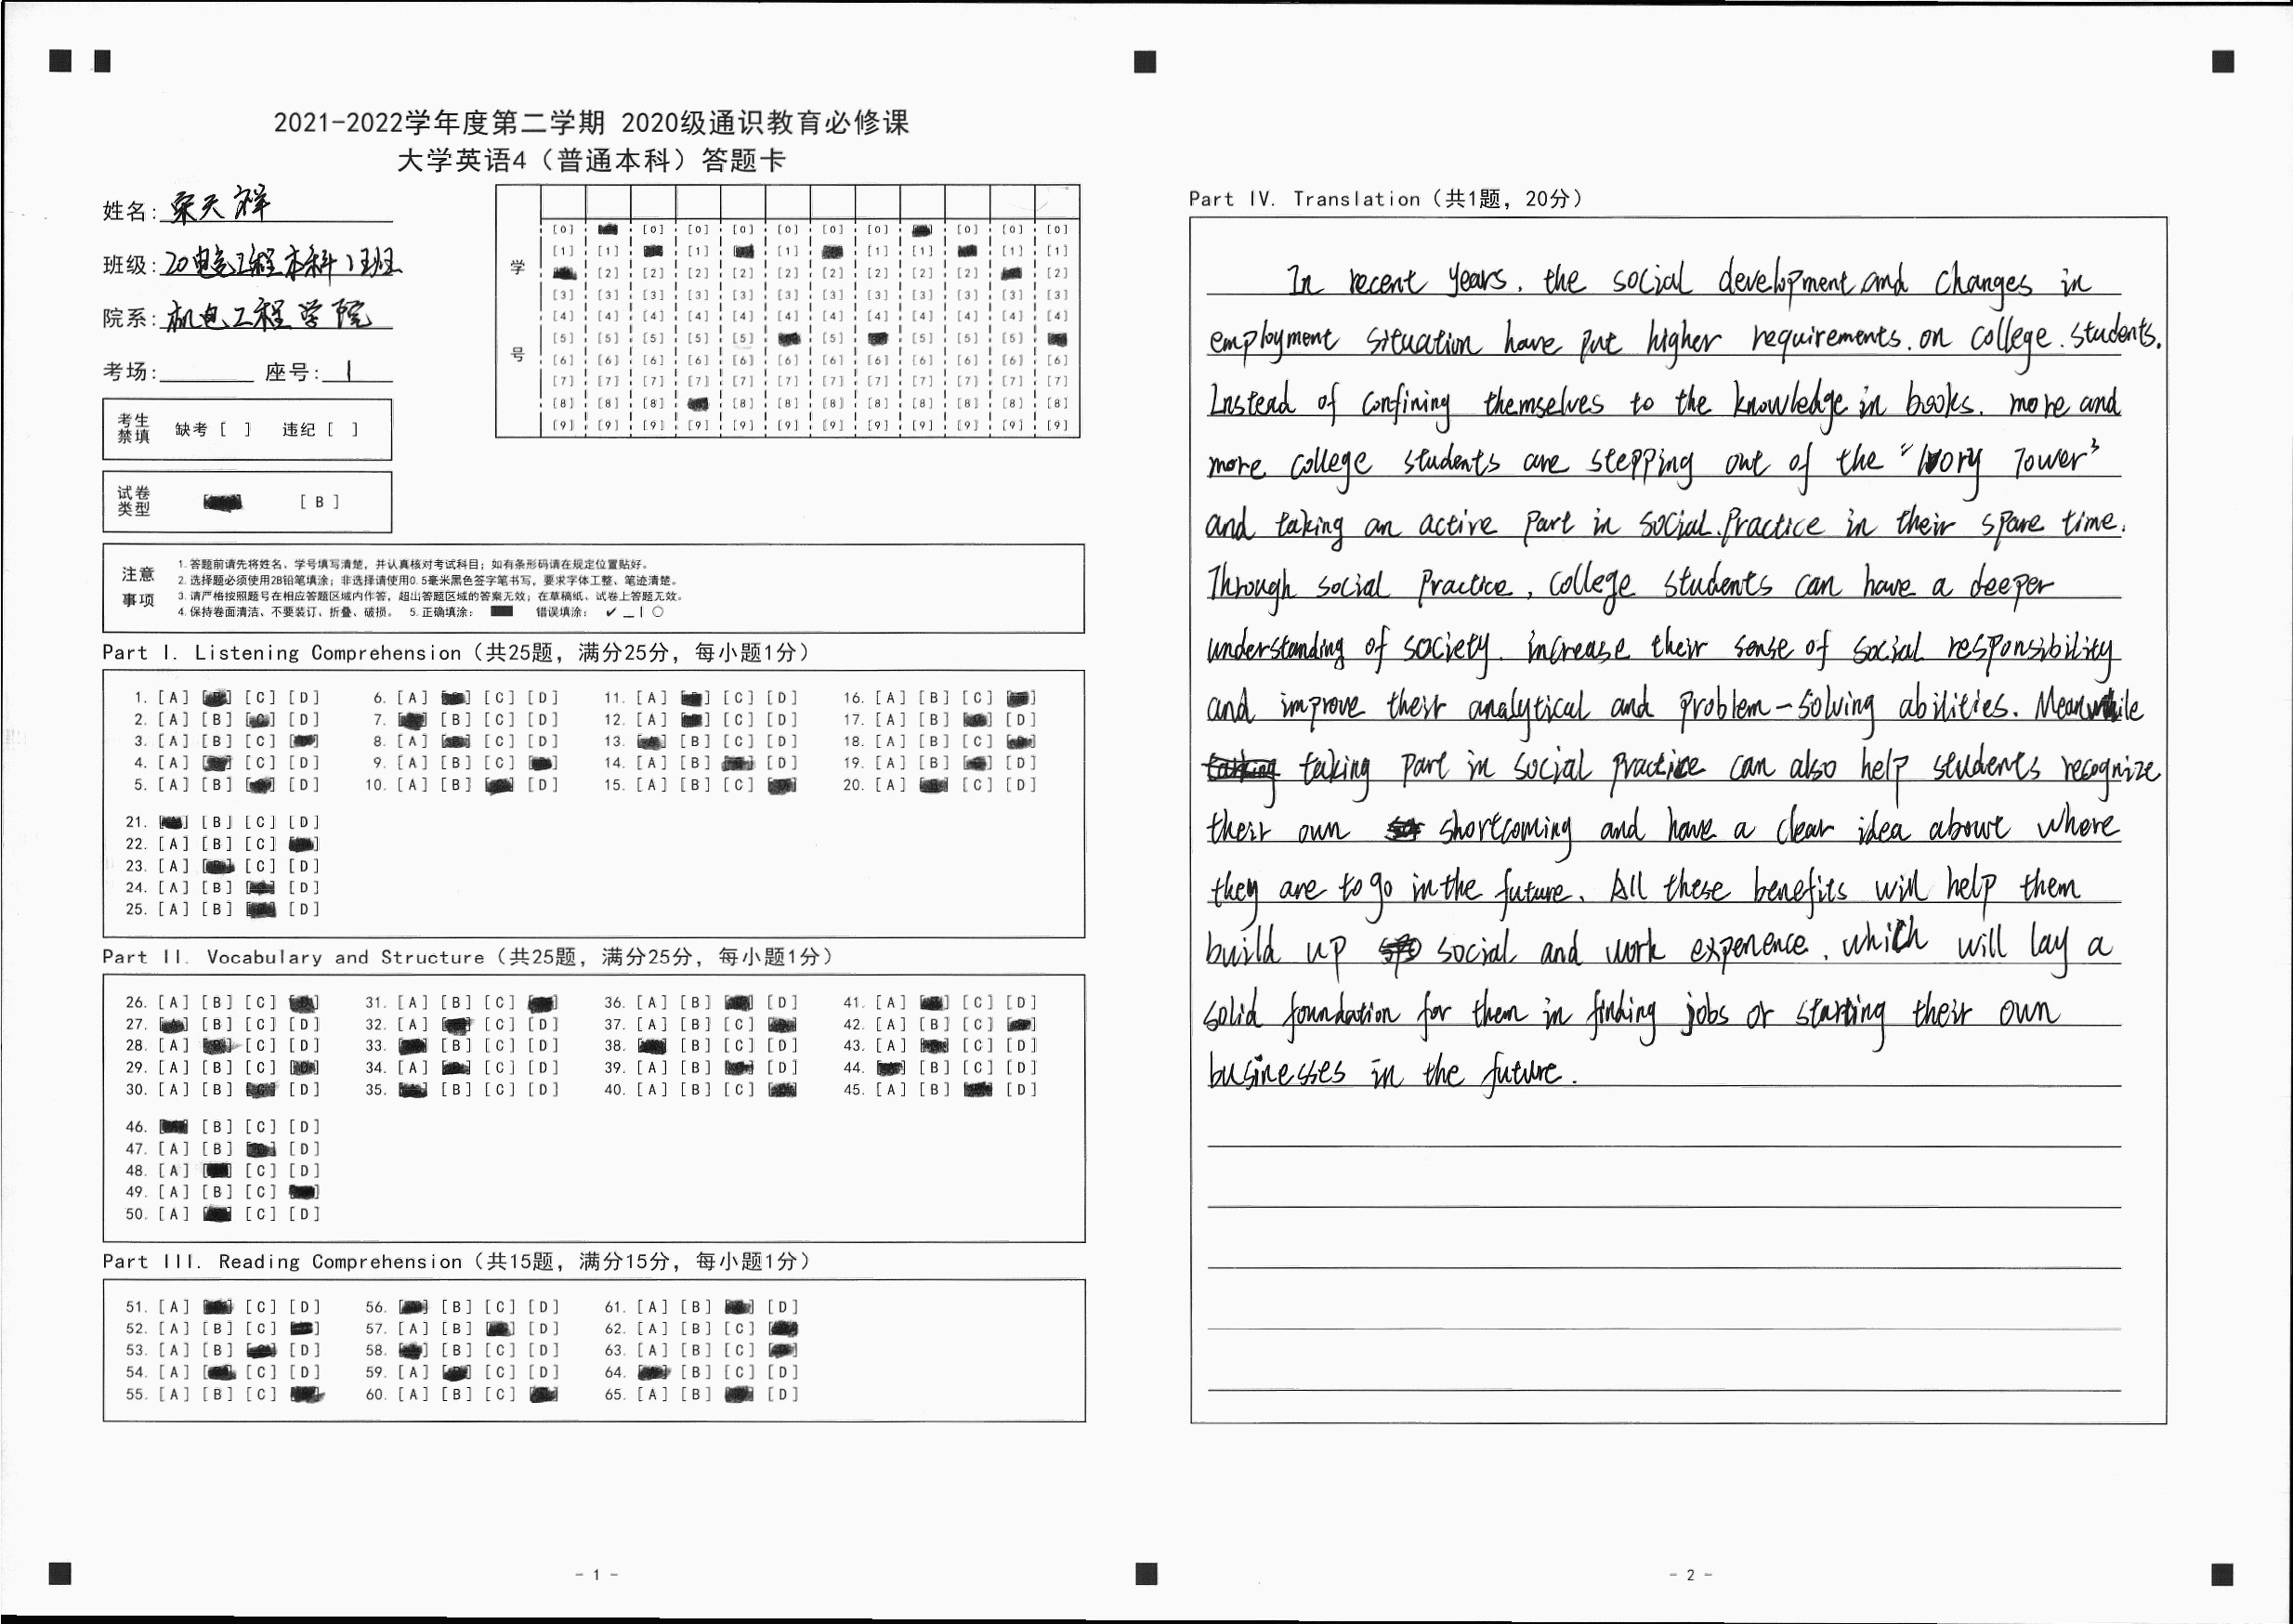 2021-2022学年度第二学期 2020级通识教育必修课
大学英语4（普通本科）答题卡
姓名: 天祥
班级: 20电气工程本科1班
院系: 机电工程学院
考场: 座号: 1
考生禁填 缺考 [ ] 违纪 [ ]
试卷类型 [ B ]
学号
[0] [0] [0] [0] [0] [0] [0] [0] [0] [0]
[1] [1] [1] [1] [1] [1] [1] [1]
[2] [2] [2] [2] [2] [2] [2] [2] [2] [2]
[3] [3] [3] [3] [3] [3] [3] [3] [3] [3] [3] [3]
[4] [4] [4] [4] [4] [4] [4] [4] [4] [4] [4] [4]
[5] [5] [5] [5] [5] [5] [5] [5] [5]
[6] [6] [6] [6] [6] [6] [6] [6] [6] [6] [6] [6]
[7] [7] [7] [7] [7] [7] [7] [7] [7] [7] [7] [7]
[8] [8] [8] [8] [8] [8] [8] [8] [8] [8] [8]
[9] [9] [9] [9] [9] [9] [9] [9] [9] [9] [9] [9]
注意事项
1.答题前请先将姓名、学号填写清楚，并认真核对考试科目；如有条形码请在规定位置贴好。
2.选择题必须使用2B铅笔填涂；非选择请使用0.5毫米黑色签字笔书写，要求字体工整、笔迹清楚。
3.请严格按照题号在相应答题区域内作答，超出答题区域的答案无效；在草稿纸、试卷上答题无效。
4.保持卷面清洁、不要装订、折叠、破损。 5.正确填涂： 错误填涂：
Part I. Listening Comprehension（共25题，满分25分，每小题1分）
1. [A] [C] [D] 6. [A] [C] [D] 11. [A] [C] [D] 16. [A] [B] [C]
2. [A] [B] [D] 7. [B] [C] [D] 12. [A] [C] [D] 17. [A] [B] [D]
3. [A] [B] [C] 8. [A] [C] [D] 13. [B] [C] [D] 18. [A] [B] [C]
4. [A] [C] [D] 9. [A] [B] [C] 14. [A] [B] [D] 19. [A] [B] [D]
5. [A] [B] [D] 10. [A] [B] [D] 15. [A] [B] [C] 20. [A] [C] [D]
21. [B] [C] [D]
22. [A] [B] [C]
23. [A] [C] [D]
24. [A] [B] [D]
25. [A] [B] [D]
Part II. Vocabulary and Structure（共25题，满分25分，每小题1分）
26. [A] [B] [C] 31. [A] [B] [C] 36. [A] [B] [D] 41. [A] [C] [D]
27. [B] [C] [D] 32. [A] [C] [D] 37. [A] [B] [C] 42. [A] [B] [C]
28. [A] [C] [D] 33. [B] [C] [D] 38. [B] [C] [D] 43. [A] [C] [D]
29. [A] [B] [C] 34. [A] [C] [D] 39. [A] [B] [D] 44. [B] [C] [D]
30. [A] [B] [D] 35. [B] [C] [D] 40. [A] [B] [C] 45. [A] [B] [D]
46. [B] [C] [D]
47. [A] [B] [D]
48. [A] [C] [D]
49. [A] [B] [C]
50. [A] [C] [D]
Part III. Reading Comprehension（共15题，满分15分，每小题1分）
51. [A] [C] [D] 56. [B] [C] [D] 61. [A] [B] [D]
52. [A] [B] [C] 57. [A] [B] [D] 62. [A] [B] [C]
53. [A] [B] [D] 58. [B] [C] [D] 63. [A] [B] [C]
54. [A] [C] [D] 59. [A] [C] [D] 64. [B] [C] [D]
55. [A] [B] [C] 60. [A] [B] [C] 65. [A] [B] [D]
- 1 -
Part IV. Translation（共1题，20分）
In recent years, the social development and changes in
employment situation have put higher requirements on college students.
Instead of confining themselves to the knowledge in books, more and
more college students are stepping out of the "Ivory Tower"
and taking an active part in social practice in their spare time.
Through social practice, college students can have a deeper
understanding of society, increase their sense of social responsibility
and improve their analytical and problem-solving abilities. Meanwhile
taking part in social practice can also help students recognize
their own shortcoming and have a clear idea about where
they are to go in the future. All these benefits will help them
build up social and work experience, which will lay a
solid foundation for them in finding jobs or starting their own
businesses in the future.
- 2 -